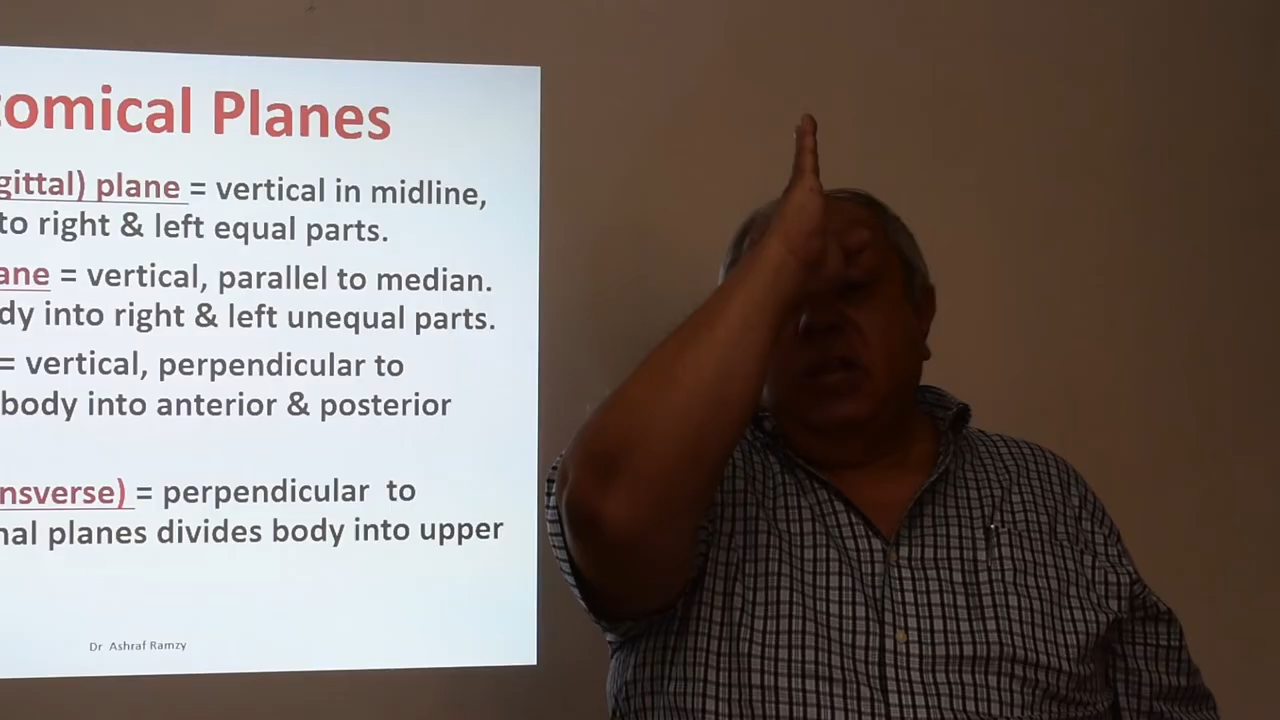 tomical Planes
gittal) plane = vertical in midline,
to right & left equal parts.
ane = vertical, parallel to median.
dy into right & left unequal parts.
= vertical, perpendicular to
body into anterior & posterior
nsverse) = perpendicular to
nal planes divides body into upper
Dr Ashraf Ramzy